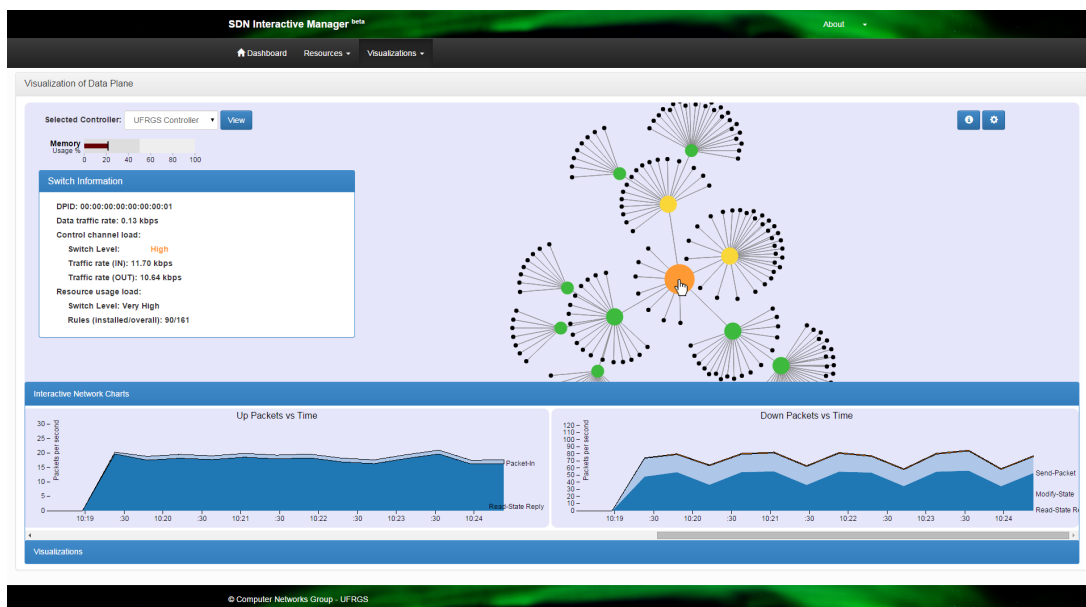 SDN Interactive Manager beta
About
Dashboard Resources Visualizations
Visualization of Data Plane
Selected Controller: UFRGS Controller View
Memory
Usage %
0 20 40 60 80 100
Switch Information
DPID: 00:00:00:00:00:00:00:01
Data traffic rate: 0.13 kbps
Control channel load:
Switch Level: High
Traffic rate (IN): 11.70 kbps
Traffic rate (OUT): 10.64 kbps
Resource usage load:
Switch Level: Very High
Rules (installed/overall): 90/161
Interactive Network Charts
Up Packets vs Time
Packets per second
30
25
20
15
10
5
0
Packet-In
Read-State Reply
10:19 :30 10:20 :30 10:21 :30 10:22 :30 10:23 :30 10:24
Down Packets vs Time
Packets per second
120
110
100
90
80
70
60
50
40
30
20
10
0
Send-Packet
Modify-State
Read-State R
10:19 :30 10:20 :30 10:21 :30 10:22 :30 10:23 :30 10:24
Visualizations
© Computer Networks Group - UFRGS